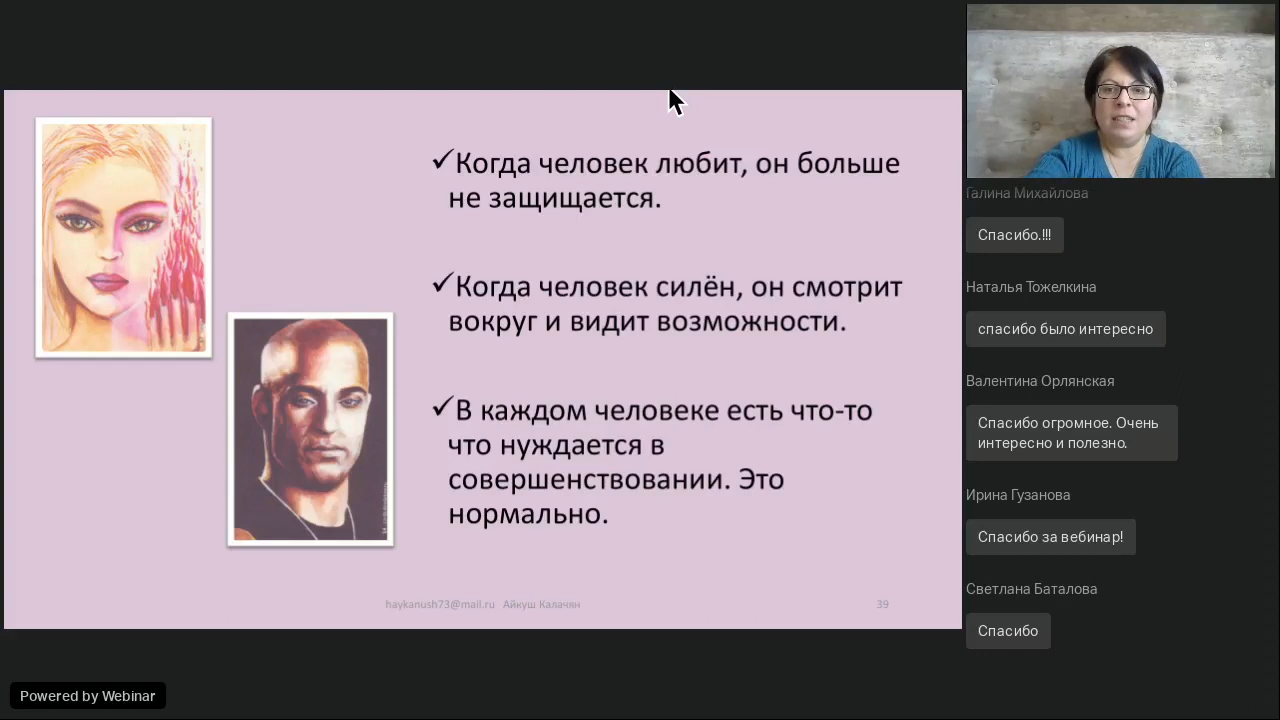 ✓Когда человек любит, он больше
не защищается.
✓Когда человек силён, он смотрит
вокруг и видит возможности.
✓В каждом человеке есть что-то
что нуждается в
совершенствовании. Это
нормально.
haykanush73@mail.ru Айкуш Калачян
39
Галина Михайлова
Спасибо.!!!
Наталья Тожелкина
спасибо было интересно
Валентина Орлянская
Спасибо огромное. Очень
интересно и полезно.
Ирина Гузанова
Спасибо за вебинар!
Светлана Баталова
Спасибо
Powered by Webinar